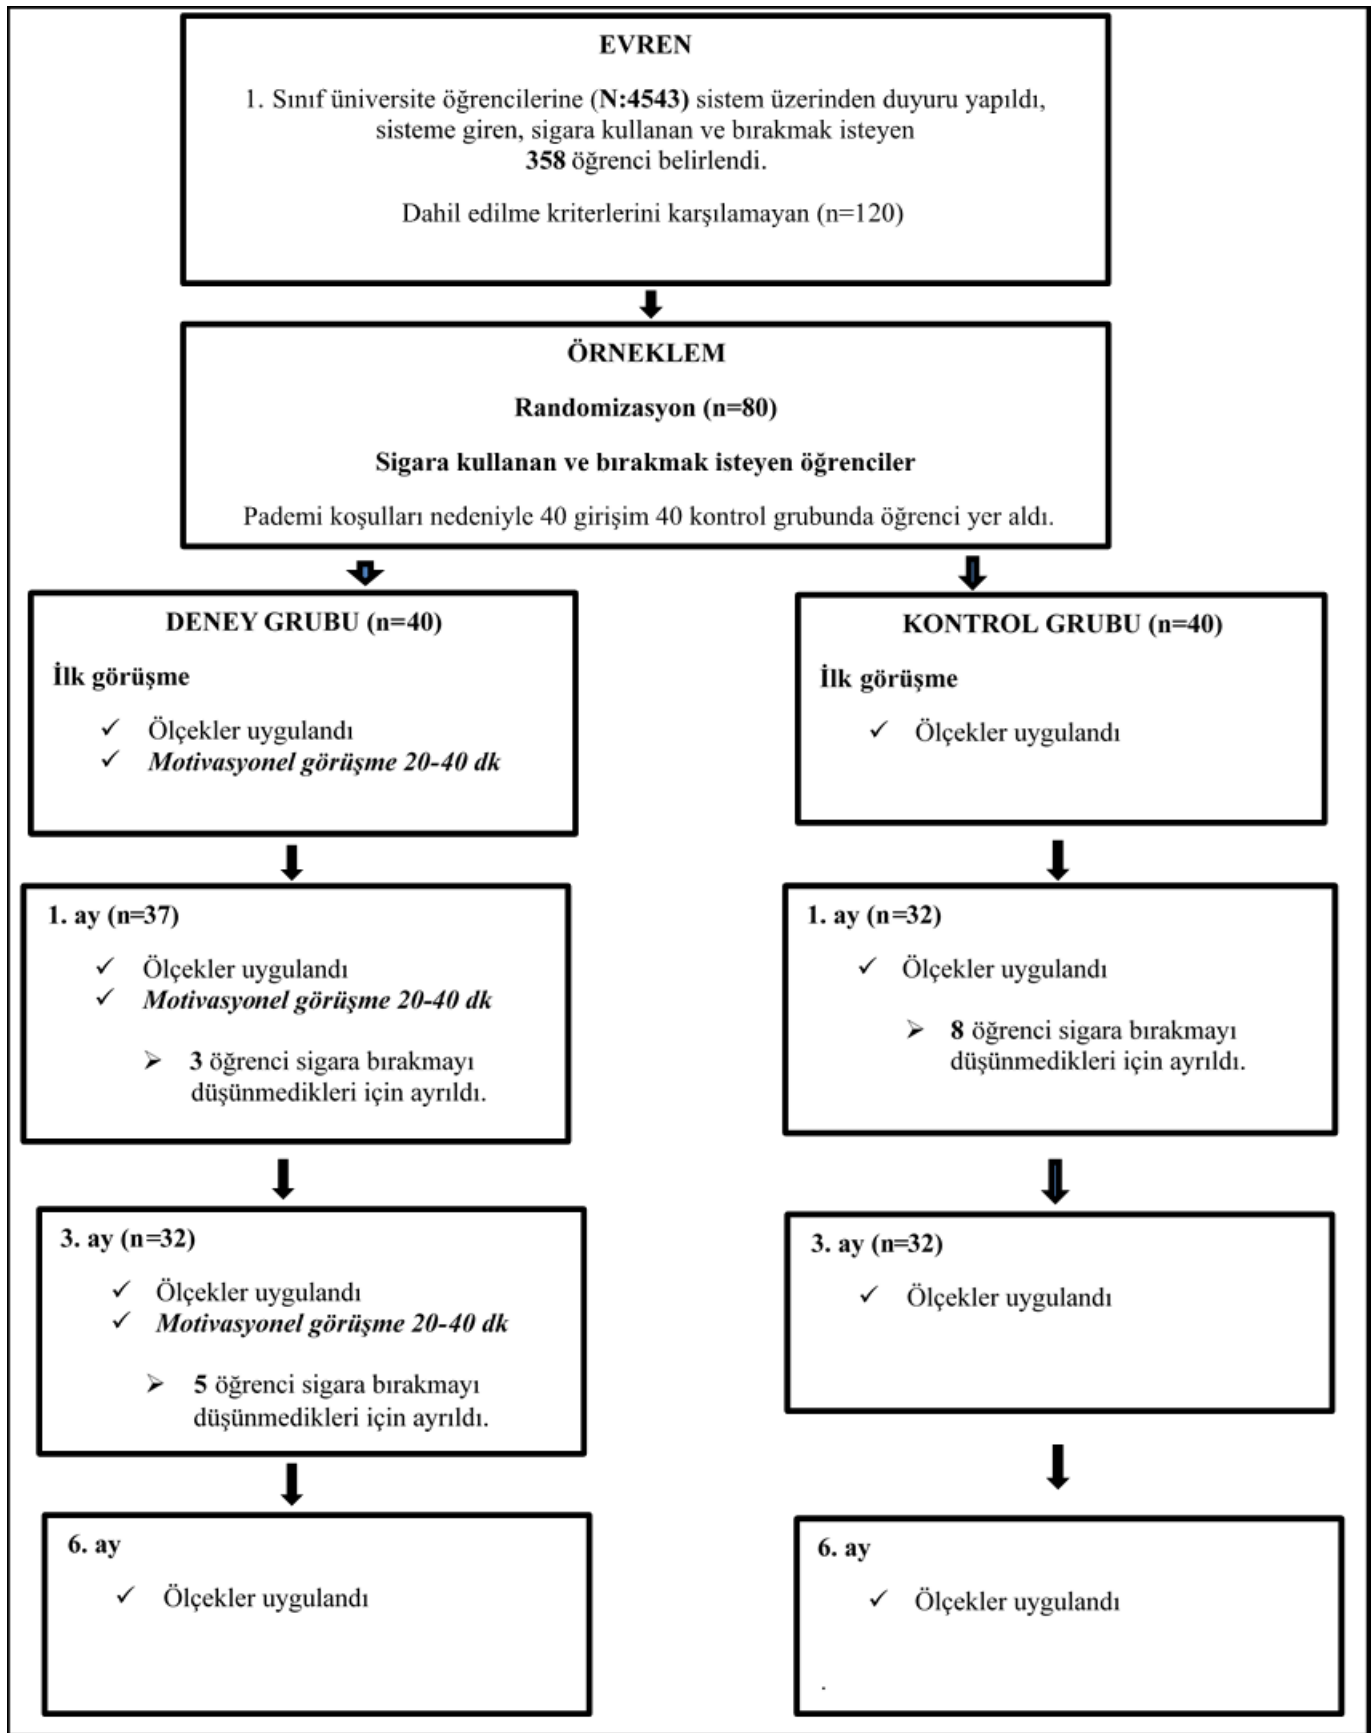 EVREN
1. Sınıf üniversite öğrencilerine (N:4543) sistem üzerinden duyuru yapıldı,
sisteme giren, sigara kullanan ve bırakmak isteyen
358 öğrenci belirlendi.
Dahil edilme kriterlerini karşılamayan (n=120)
ÖRNEKLEM
Randomizasyon (n=80)
Sigara kullanan ve bırakmak isteyen öğrenciler
Pademi koşulları nedeniyle 40 girişim 40 kontrol grubunda öğrenci yer aldı.
DENEY GRUBU (n=40)
İlk görüşme
✓ Ölçekler uygulandı
✓ Motivasyonel görüşme 20-40 dk
KONTROL GRUBU (n=40)
İlk görüşme
✓ Ölçekler uygulandı
1. ay (n=37)
✓ Ölçekler uygulandı
✓ Motivasyonel görüşme 20-40 dk
➢ 3 öğrenci sigara bırakmayı
düşünmedikleri için ayrıldı.
1. ay (n=32)
✓ Ölçekler uygulandı
➢ 8 öğrenci sigara bırakmayı
düşünmedikleri için ayrıldı.
3. ay (n=32)
✓ Ölçekler uygulandı
✓ Motivasyonel görüşme 20-40 dk
➢ 5 öğrenci sigara bırakmayı
düşünmedikleri için ayrıldı.
3. ay (n=32)
✓ Ölçekler uygulandı
6. ay
✓ Ölçekler uygulandı
6. ay
✓ Ölçekler uygulandı
.